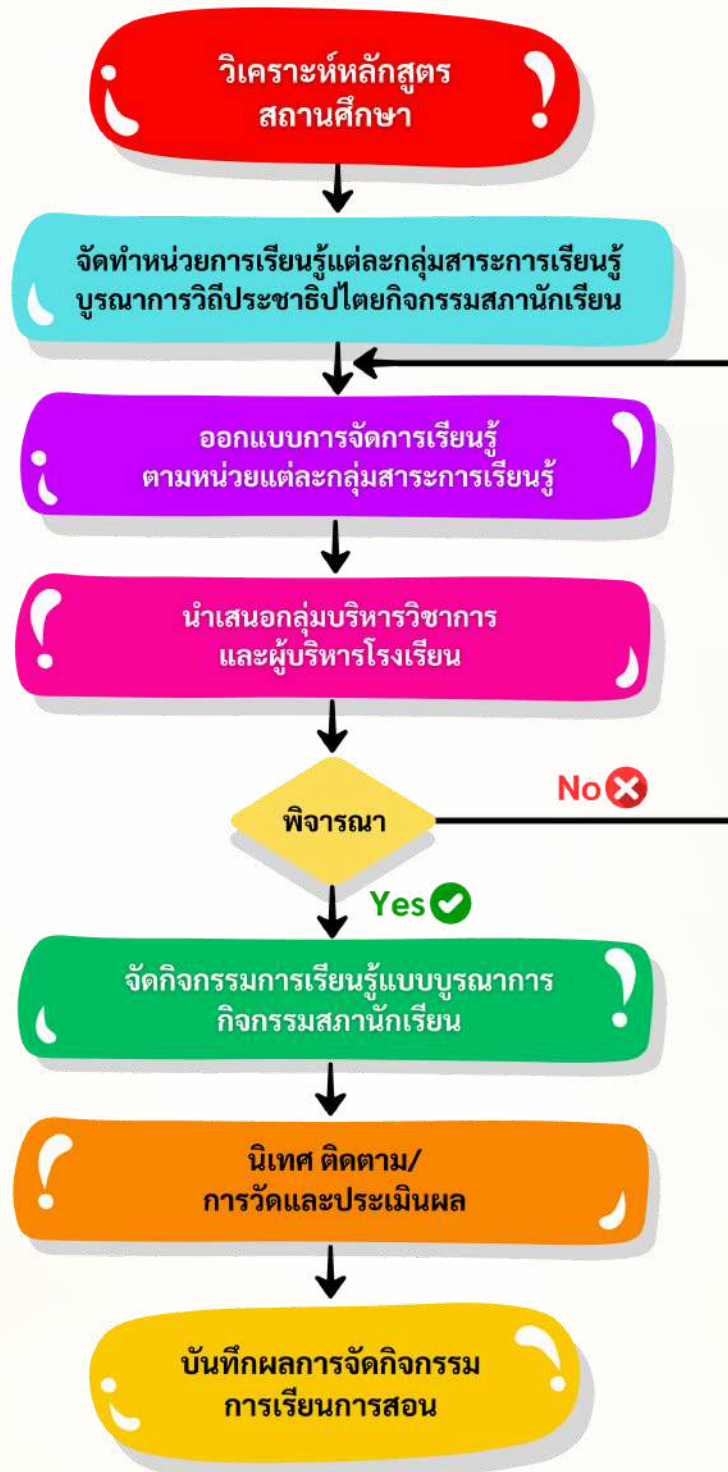 วิเคราะห์หลักสูตร
สถานศึกษา
จัดทำหน่วยการเรียนรู้แต่ละกลุ่มสาระการเรียนรู้
บูรณาการวิถีประชาธิปไตยกิจกรรมสภานักเรียน
ออกแบบการจัดการเรียนรู้
ตามหน่วยแต่ละกลุ่มสาระการเรียนรู้
นำเสนอกลุ่มบริหารวิชาการ
และผู้บริหารโรงเรียน
No
พิจารณา
Yes
จัดกิจกรรมการเรียนรู้แบบบูรณาการ
กิจกรรมสภานักเรียน
นิเทศ ติดตาม/
การวัดและประเมินผล
บันทึกผลการจัดกิจกรรม
การเรียนการสอน